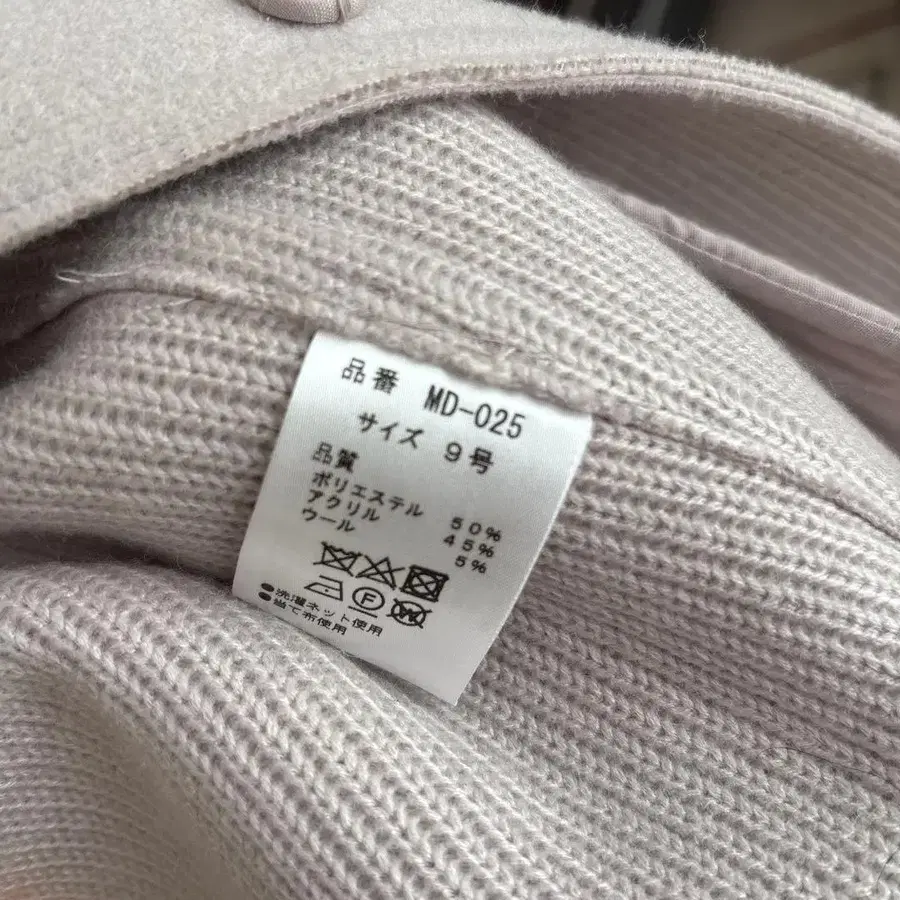 品番 MD-025
サイズ 9号
品質
ポリエステル 50%
アクリル 45%
ウール 5%
F W
●洗濯ネット使用
●当て布使用